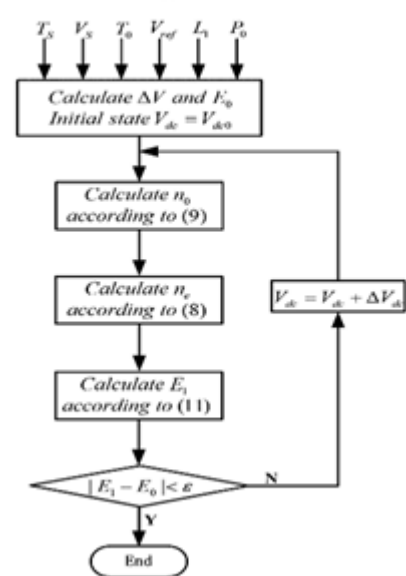 T_S V_S T_0 V_ref L_1 P_0
Calculate ΔV and E_0
Initial state V_dc = V_dc0
Calculate n_0
according to (9)
Calculate n_e
according to (8)
V_dc = V_dc + ΔV_dc
Calculate E_1
according to (11)
| E_1 − E_0 | < ε
N
Y
End